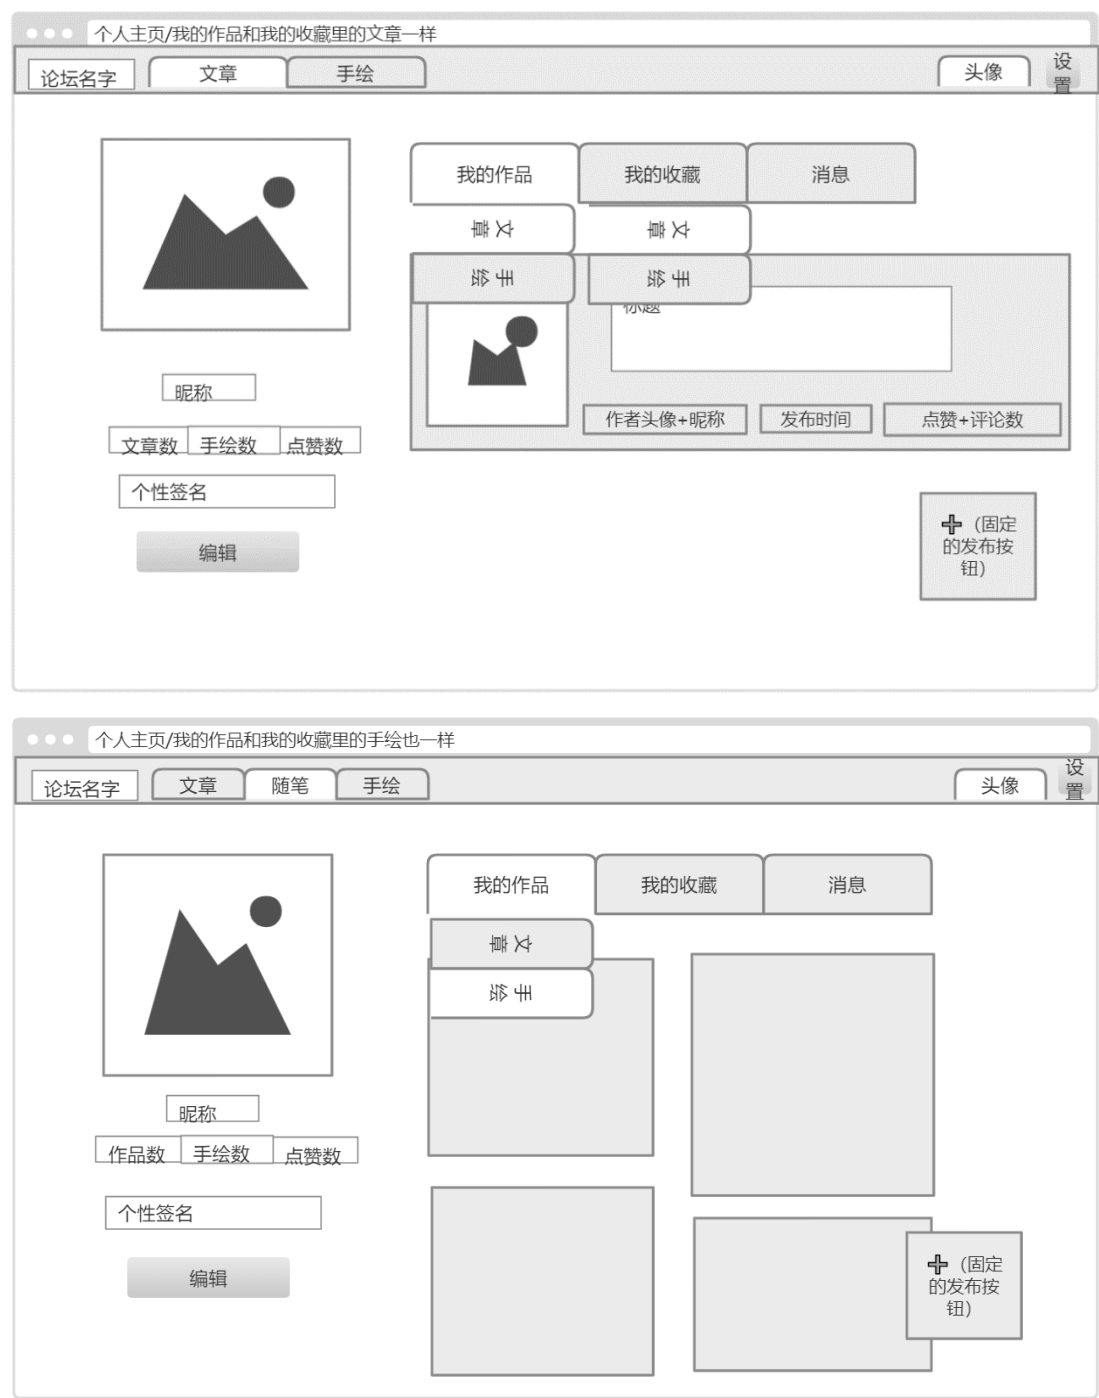 个人主页/我的作品和我的收藏里的文章一样
论坛名字
文章
手绘
头像
设置
我的作品
我的收藏
消息
文章
文章
手绘
手绘
标题
作者头像+昵称
发布时间
点赞+评论数
昵称
文章数
手绘数
点赞数
个性签名
编辑
（固定
的发布按
钮）
个人主页/我的作品和我的收藏里的手绘也一样
论坛名字
文章
随笔
手绘
头像
设置
我的作品
我的收藏
消息
文章
手绘
昵称
作品数
手绘数
点赞数
个性签名
编辑
（固定
的发布按
钮）